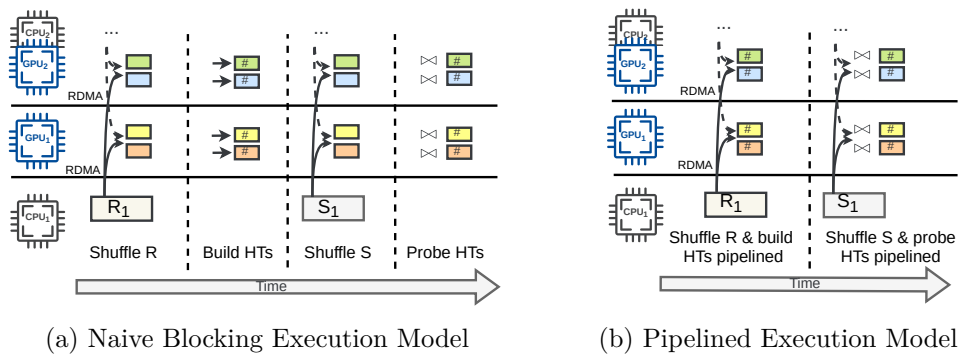 ...
...
CPU₂
GPU₂
#
#
#
#
RDMA
GPU₁
#
#
#
#
RDMA
CPU₁
R₁
S₁
Shuffle R
Build HTs
Shuffle S
Probe HTs
Time
(a) Naive Blocking Execution Model
...
...
CPU₂
GPU₂
#
#
#
#
RDMA
GPU₁
#
#
#
#
RDMA
CPU₁
R₁
S₁
Shuffle R & build
HTs pipelined
Shuffle S & probe
HTs pipelined
Time
(b) Pipelined Execution Model